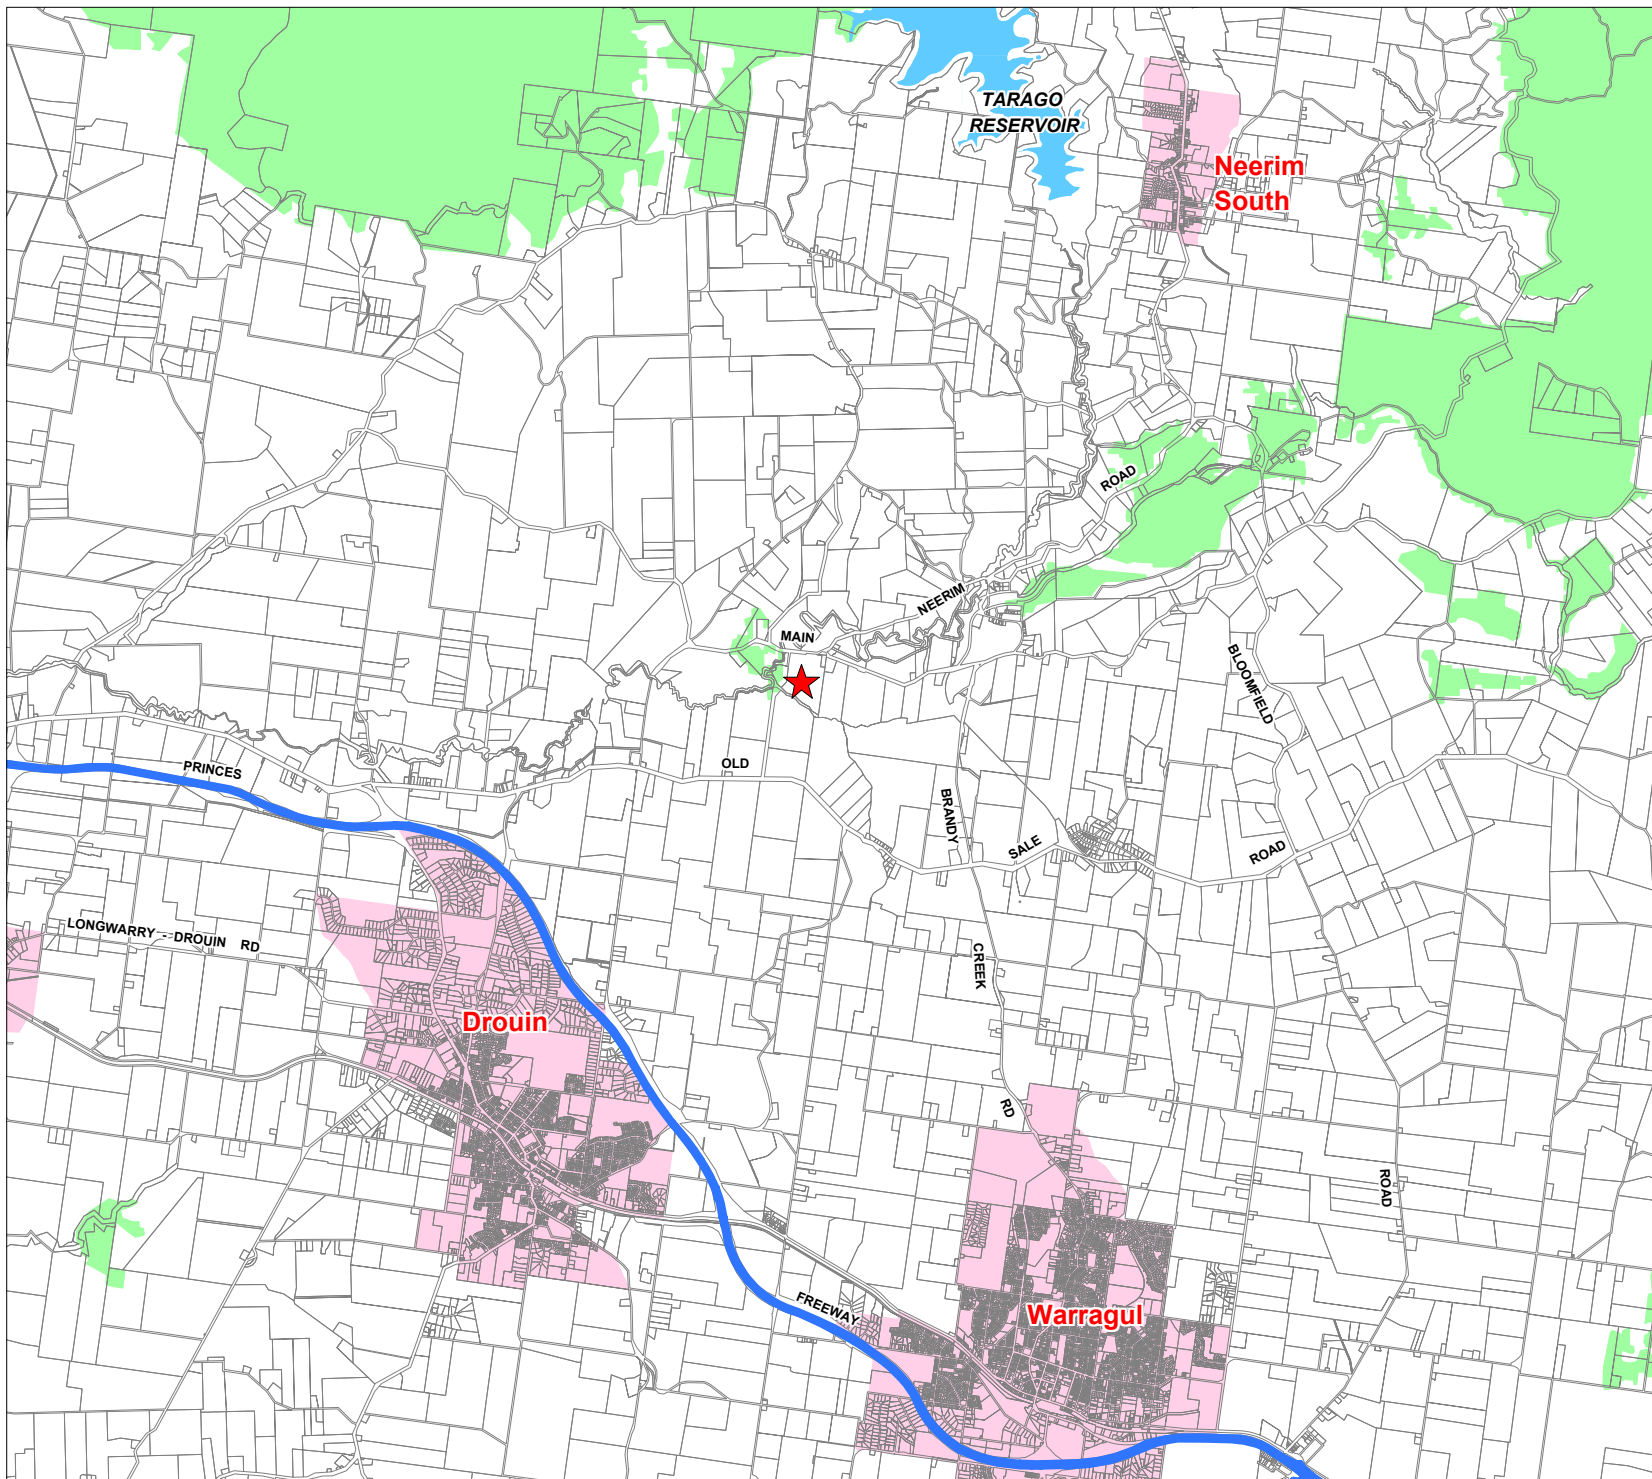 TARAGO
RESERVOIR
Neerim
South
ROAD
NEERIM
MAIN
BLOOMFIELD
OLD
PRINCES
BRANDY
SALE
ROAD
LONGWARRY - DROUIN RD
CREEK
Drouin
RD
ROAD
FREEWAY
Warragul